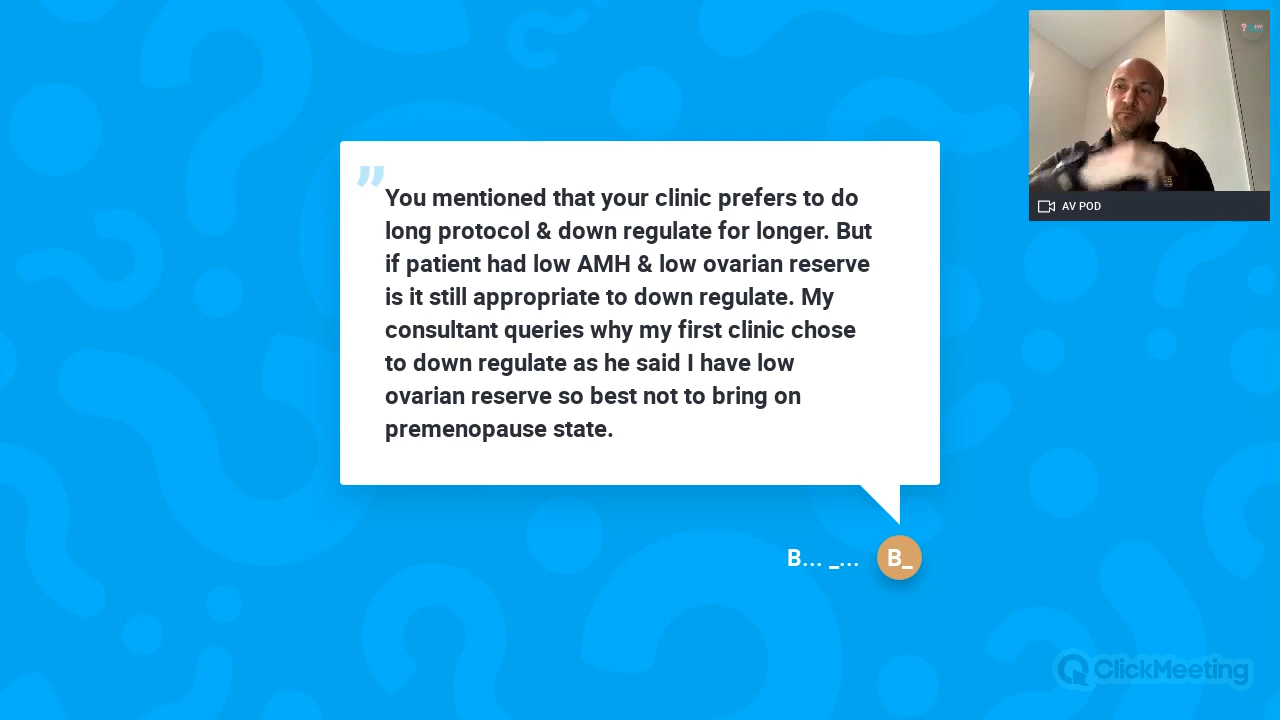 You mentioned that your clinic prefers to do
long protocol & down regulate for longer. But
if patient had low AMH & low ovarian reserve
is it still appropriate to down regulate. My
consultant queries why my first clinic chose
to down regulate as he said I have low
ovarian reserve so best not to bring on
premenopause state.
B... _...
B_
AV POD
ClickMeeting